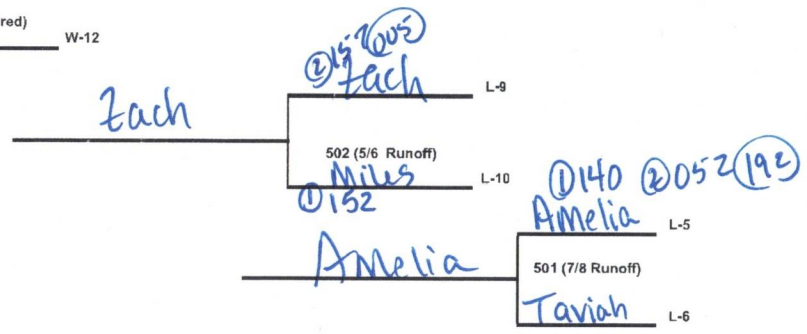 red)
W-12
② 157 005
Zach
L-9
Zach
502 (5/6 Runoff)
Miles
L-10
① 152
① 140 ② 052 192
Amelia
L-5
Amelia
501 (7/8 Runoff)
Taviah
L-6